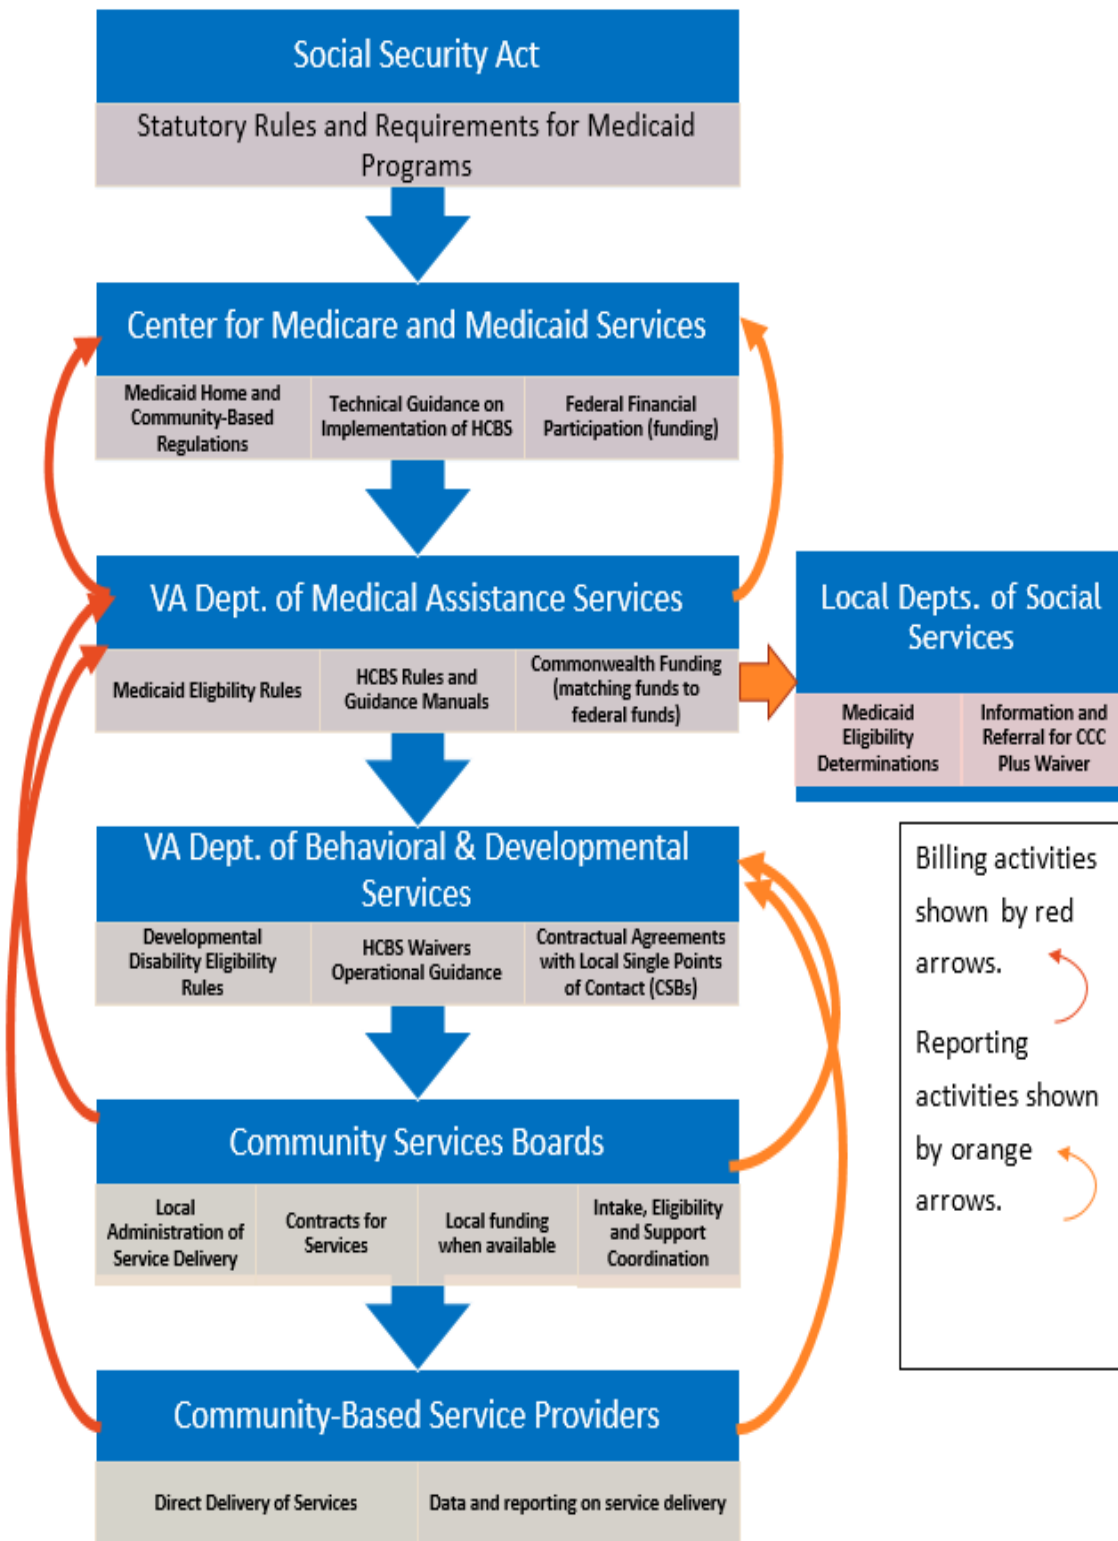 Social Security Act
Statutory Rules and Requirements for Medicaid
Programs
Center for Medicare and Medicaid Services
Medicaid Home and
Community-Based
Regulations
Technical Guidance on
Implementation of HCBS
Federal Financial
Participation (funding)
VA Dept. of Medical Assistance Services
Medicaid Eligbility Rules
HCBS Rules and
Guidance Manuals
Commonwealth Funding
(matching funds to
federal funds)
Local Depts. of Social
Services
Medicaid
Eligibility
Determinations
Information and
Referral for CCC
Plus Waiver
VA Dept. of Behavioral & Developmental
Services
Developmental
Disability Eligibility
Rules
HCBS Waivers
Operational Guidance
Contractual Agreements
with Local Single Points
of Contact (CSBs)
Billing activities
shown by red
arrows.
Reporting
activities shown
by orange
arrows.
Community Services Boards
Local
Administration of
Service Delivery
Contracts for
Services
Local funding
when available
Intake, Eligibility
and Support
Coordination
Community-Based Service Providers
Direct Delivery of Services
Data and reporting on service delivery